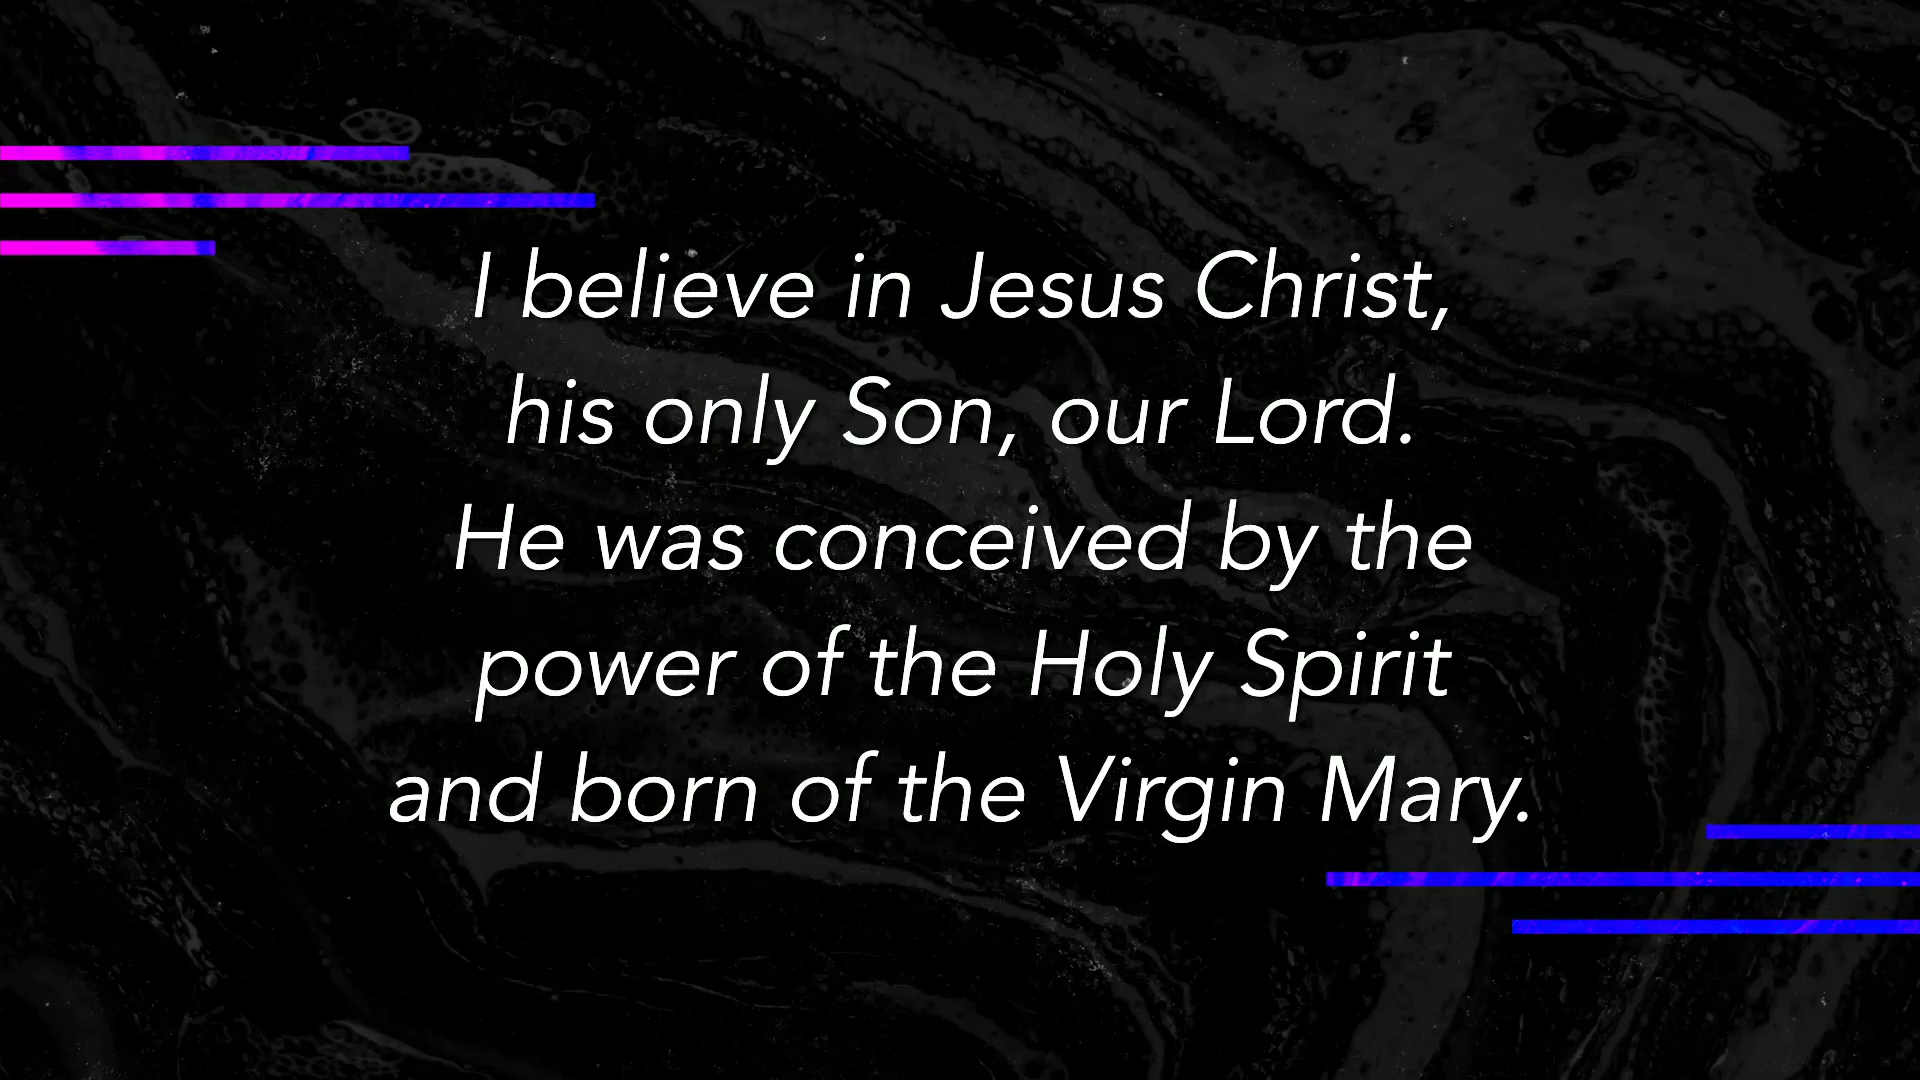 I believe in Jesus Christ,
his only Son, our Lord.
He was conceived by the
power of the Holy Spirit
and born of the Virgin Mary.